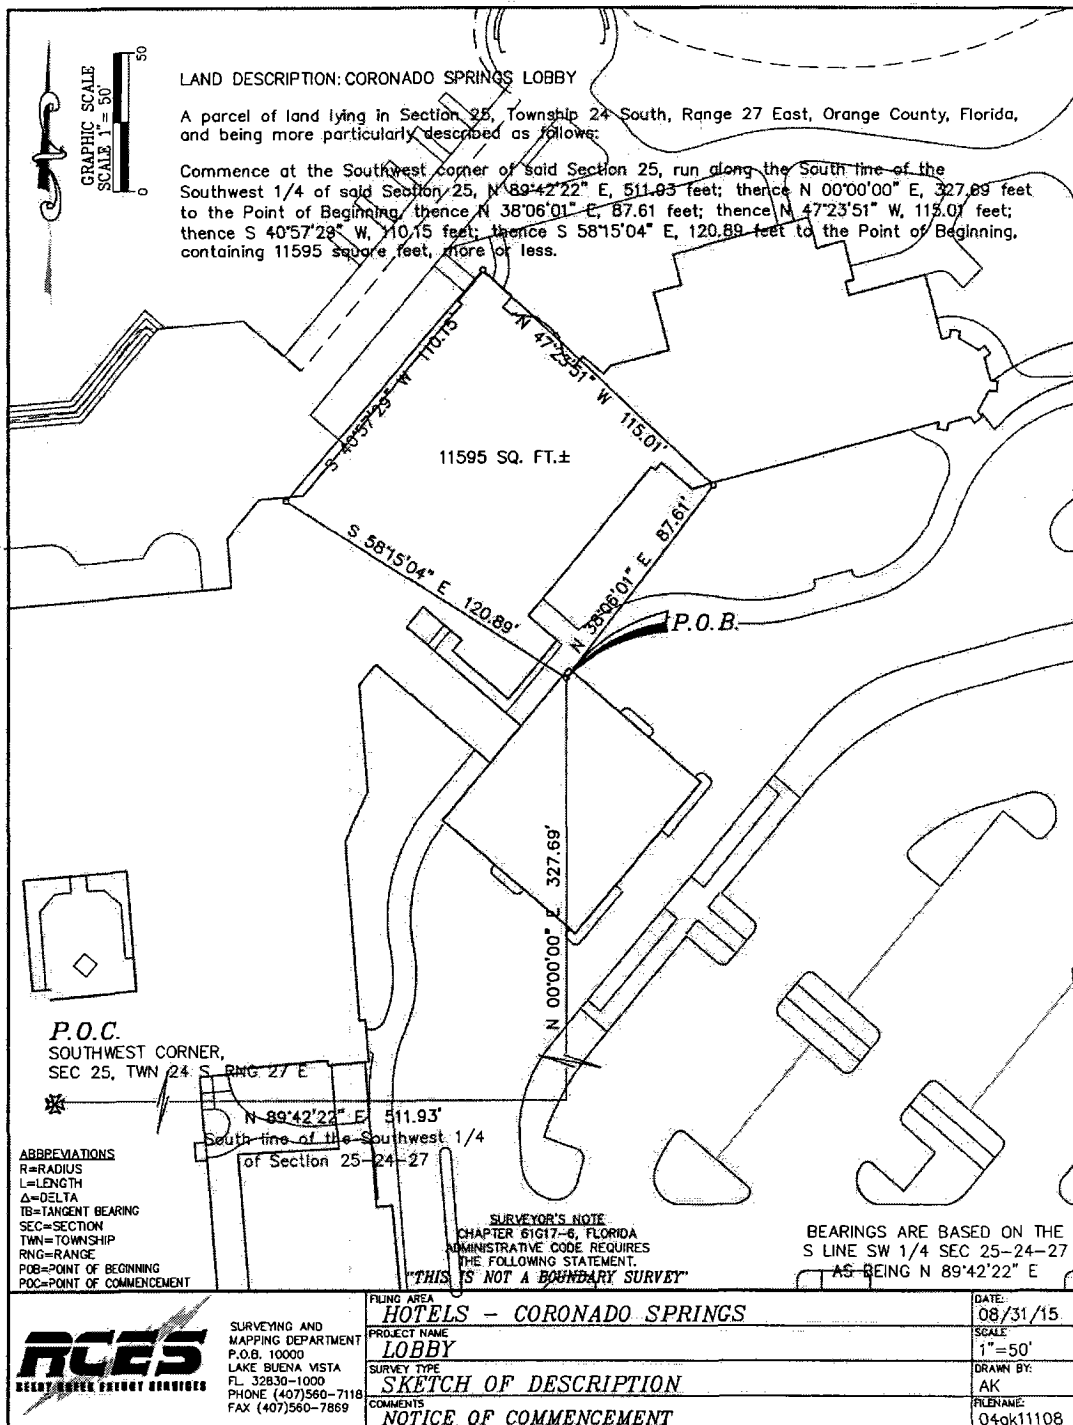 GRAPHIC SCALE
SCALE 1"= 50'
0
50
LAND DESCRIPTION: CORONADO SPRINGS LOBBY
A parcel of land lying in Section 25, Township 24 South, Range 27 East, Orange County, Florida,
and being more particularly described as follows:
Commence at the Southwest corner of said Section 25, run along the South line of the
Southwest 1/4 of said Section 25, N 89°42'22" E, 511.93 feet; thence N 00°00'00" E, 327.69 feet
to the Point of Beginning, thence N 38°06'01" E, 87.61 feet; thence N 47°23'51" W, 115.01 feet;
thence S 40°57'29" W, 110.15 feet; thence S 58°15'04" E, 120.89 feet to the Point of Beginning,
containing 11595 square feet, more or less.
S 40°57'29" W 110.15'
N 47°23'51" W 115.01'
11595 SQ. FT.±
S 58°15'04" E 120.89'
N 38°06'01" E 87.61'
P.O.B.
N 00°00'00" E 327.69'
P.O.C.
SOUTHWEST CORNER,
SEC 25, TWN 24 S, RNG 27 E
N 89°42'22" E 511.93'
South line of the Southwest 1/4
of Section 25-24-27
ABBREVIATIONS
R=RADIUS
L=LENGTH
Δ=DELTA
TB=TANGENT BEARING
SEC=SECTION
TWN=TOWNSHIP
RNG=RANGE
POB=POINT OF BEGINNING
POC=POINT OF COMMENCEMENT
SURVEYOR'S NOTE
CHAPTER 61G17-6, FLORIDA
ADMINISTRATIVE CODE REQUIRES
THE FOLLOWING STATEMENT.
"THIS IS NOT A BOUNDARY SURVEY"
BEARINGS ARE BASED ON THE
S LINE SW 1/4 SEC 25-24-27
AS BEING N 89°42'22" E
RCES
REEDY CREEK ENERGY SERVICES
SURVEYING AND
MAPPING DEPARTMENT
P.O.B. 10000
LAKE BUENA VISTA
FL 32830-1000
PHONE (407)560-7118
FAX (407)560-7869
FILING AREA
HOTELS - CORONADO SPRINGS
PROJECT NAME
LOBBY
SURVEY TYPE
SKETCH OF DESCRIPTION
COMMENTS
NOTICE OF COMMENCEMENT
DATE:
08/31/15
SCALE
1"=50'
DRAWN BY:
AK
FILENAME:
04ak11108